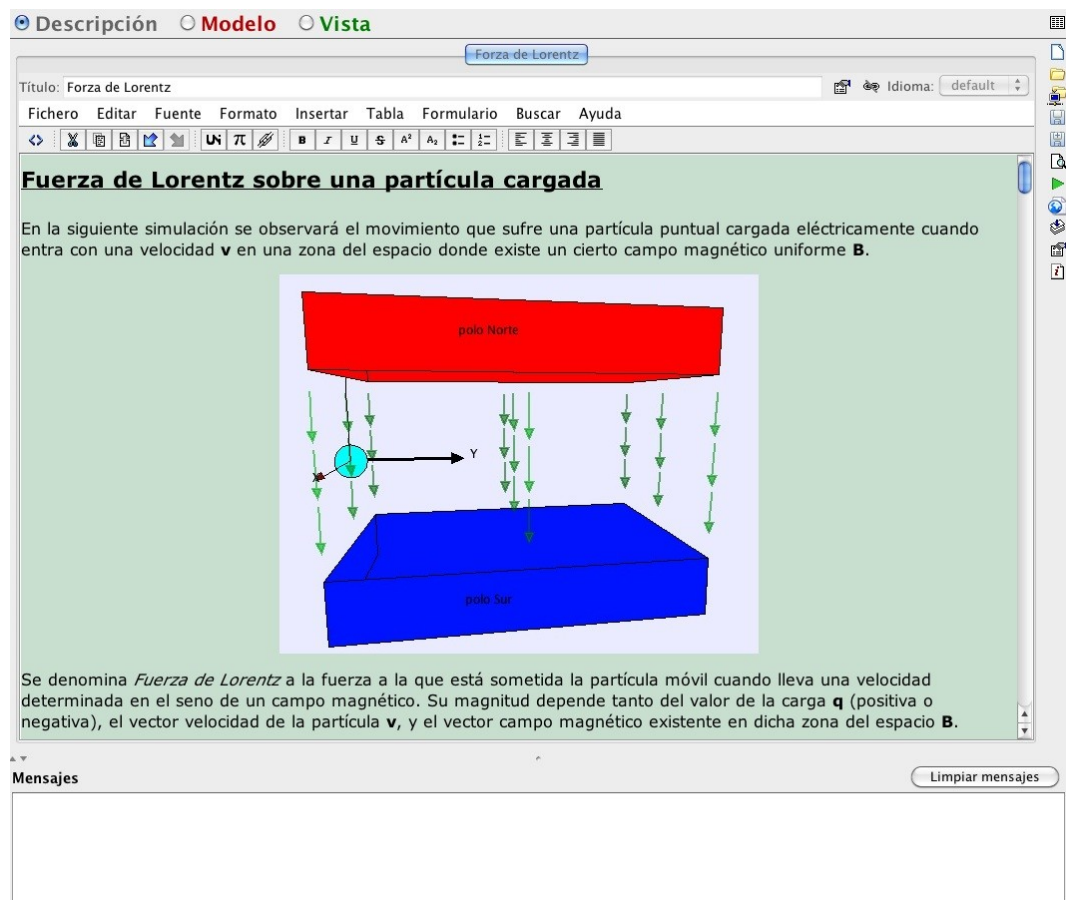 Descripción Modelo Vista
Forza de Lorentz
Título: Forza de Lorentz Idioma: default
Fichero Editar Fuente Formato Insertar Tabla Formulario Buscar Ayuda
B I U S A² A₂
Fuerza de Lorentz sobre una partícula cargada
En la siguiente simulación se observará el movimiento que sufre una partícula puntual cargada eléctricamente cuando
entra con una velocidad v en una zona del espacio donde existe un cierto campo magnético uniforme B.
polo Norte
Y
X
polo Sur
Se denomina Fuerza de Lorentz a la fuerza a la que está sometida la partícula móvil cuando lleva una velocidad
determinada en el seno de un campo magnético. Su magnitud depende tanto del valor de la carga q (positiva o
negativa), el vector velocidad de la partícula v, y el vector campo magnético existente en dicha zona del espacio B.
Mensajes Limpiar mensajes